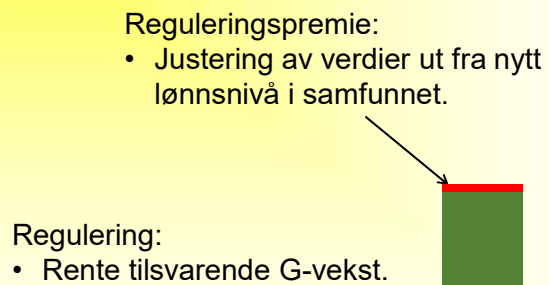 Reguleringspremie:
• Justering av verdier ut fra nytt
lønnsnivå i samfunnet.
Regulering:
• Rente tilsvarende G-vekst.